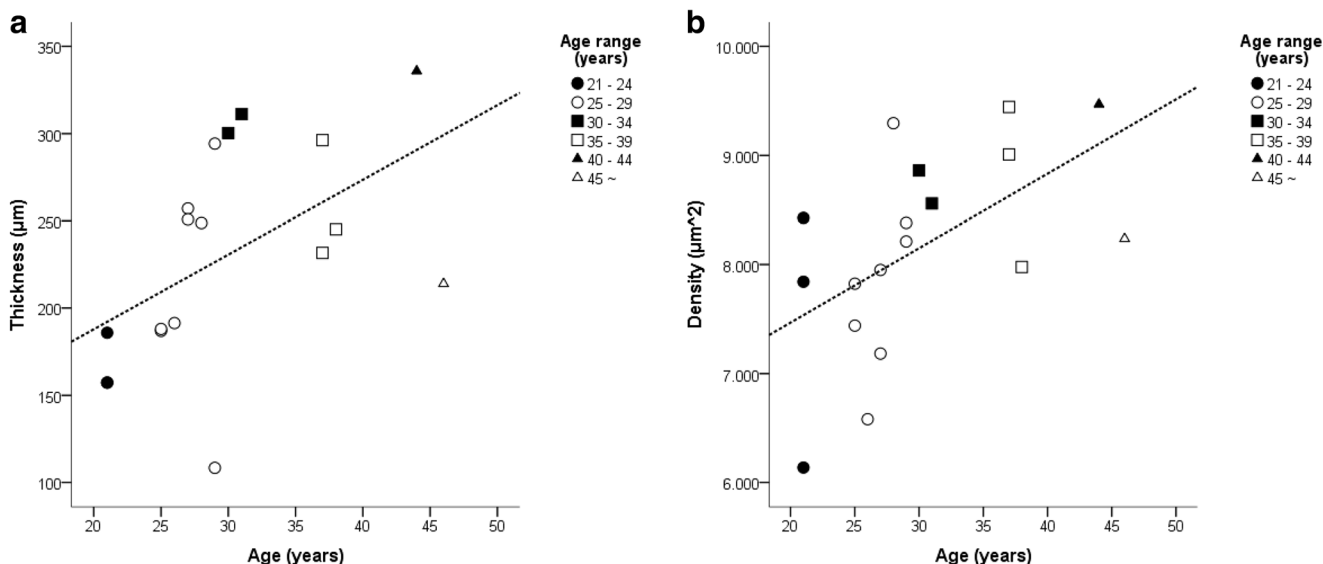 a
Age range
(years)
21 - 24
25 - 29
30 - 34
35 - 39
40 - 44
45 ~
350
300
250
200
150
100
Thickness (µm)
20 25 30 35 40 45 50
Age (years)
b
Age range
(years)
21 - 24
25 - 29
30 - 34
35 - 39
40 - 44
45 ~
10.000
9.000
8.000
7.000
6.000
Density (µm^2)
20 25 30 35 40 45 50
Age (years)